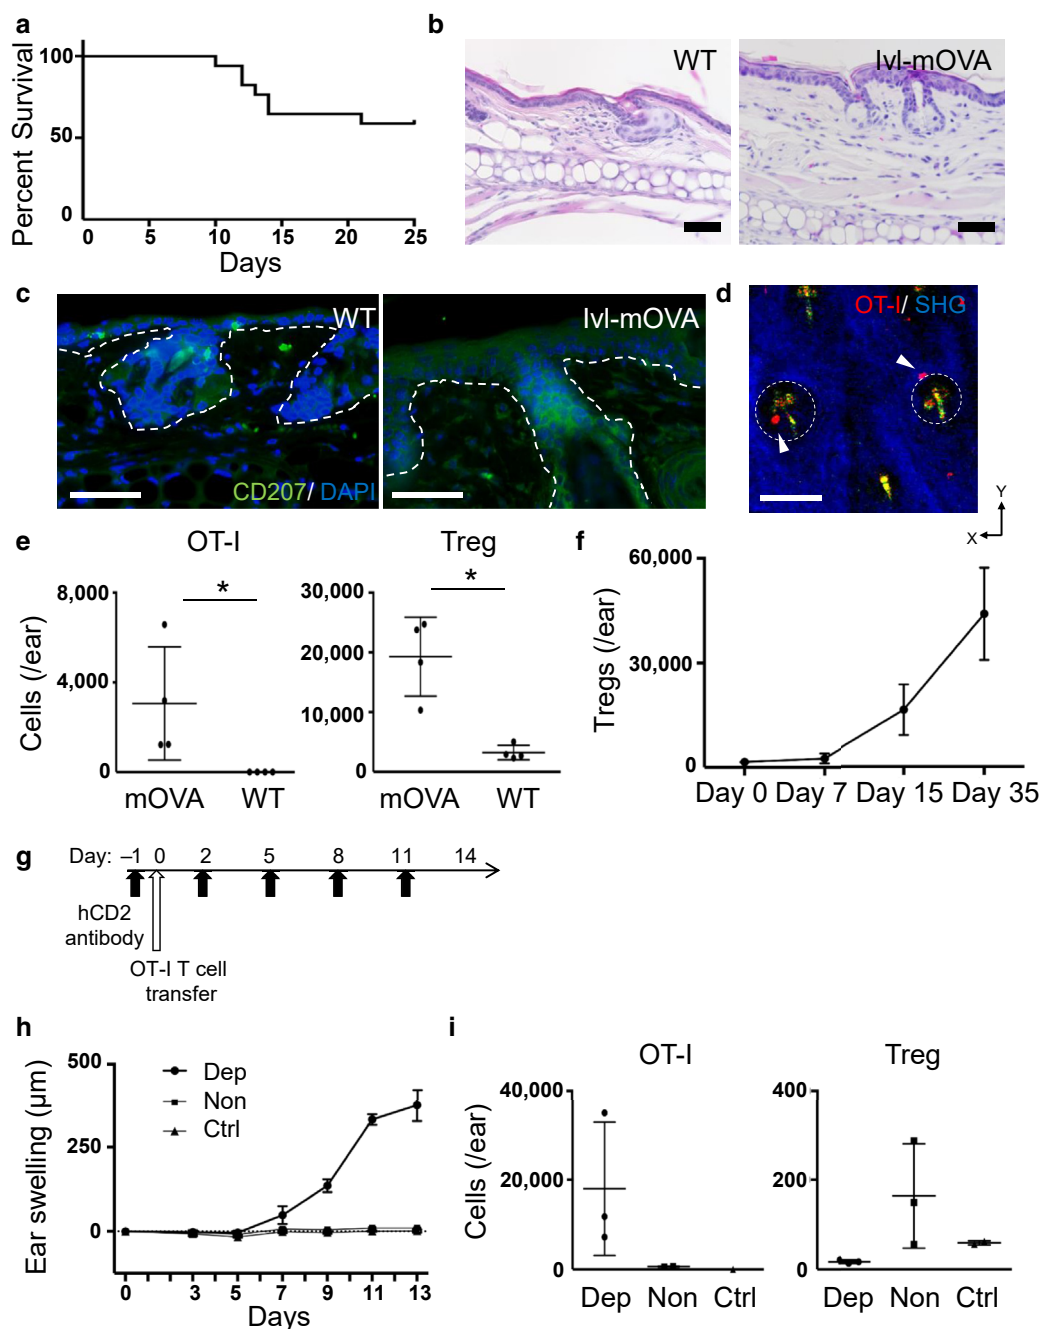 a
Percent Survival
100
50
0
0 5 10 15 20 25
Days
b
WT
Ivl-mOVA
c
WT
CD207/ DAPI
Ivl-mOVA
d
OT-I/ SHG
Y
X
e
OT-I
Cells (/ear)
8,000
4,000
0
*
mOVA WT
Treg
30,000
20,000
10,000
0
*
mOVA WT
f
Tregs (/ear)
60,000
30,000
0
Day 0 Day 7 Day 15 Day 35
g
Day: –1 0 2 5 8 11 14
hCD2
antibody
OT-I T cell
transfer
h
Ear swelling (µm)
500
250
0
Dep
Non
Ctrl
0 3 5 7 9 11 13
Days
i
OT-I
Cells (/ear)
40,000
20,000
0
Dep Non Ctrl
Treg
400
200
0
Dep Non Ctrl